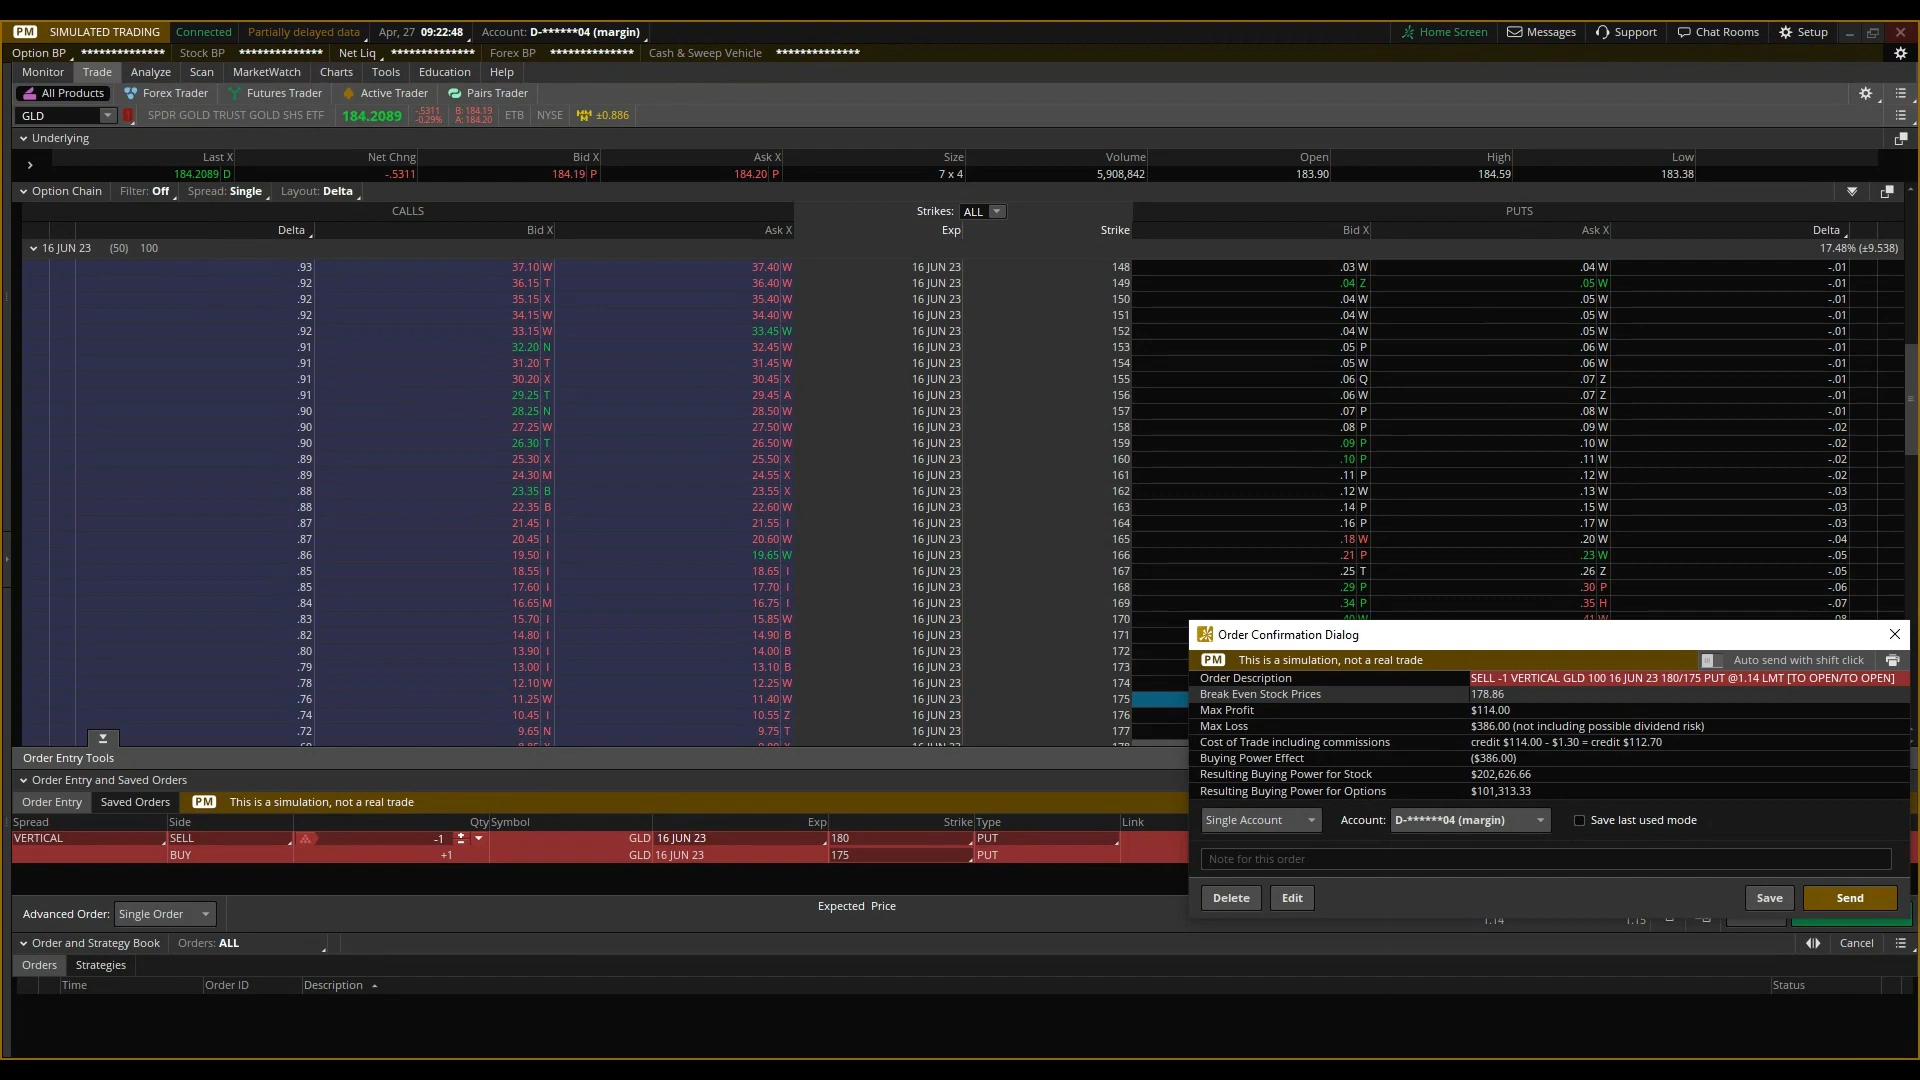 PM SIMULATED TRADING Connected Partially delayed data Apr, 27 09:22:48 Account: D-******04 (margin) Home Screen Messages Support Chat Rooms Setup
Option BP ************** Stock BP ************** Net Liq ************** Forex BP ************** Cash & Sweep Vehicle **************
Monitor Trade Analyze Scan MarketWatch Charts Tools Education Help
All Products Forex Trader Futures Trader Active Trader Pairs Trader
GLD SPDR GOLD TRUST GOLD SHS ETF 184.2089 -.5311 -0.29% B: 184.19 A: 184.20 ETB NYSE ±0.886
Underlying
Last X Net Chng Bid X Ask X Size Volume Open High Low
184.2089 D -.5311 184.19 P 184.20 P 7 x 4 5,908,842 183.90 184.59 183.38
Option Chain Filter: Off Spread: Single Layout: Delta
CALLS Strikes: ALL PUTS
Delta Bid X Ask X Exp Strike Bid X Ask X Delta
16 JUN 23 (50) 100 17.48% (±9.538)
.93 37.10 W 37.40 W 16 JUN 23 148 .03 W .04 W -.01
.92 36.15 T 36.40 W 16 JUN 23 149 .04 Z .05 W -.01
.92 35.15 X 35.40 W 16 JUN 23 150 .04 W .05 W -.01
.92 34.15 W 34.40 W 16 JUN 23 151 .04 W .05 W -.01
.92 33.15 W 33.45 W 16 JUN 23 152 .04 W .05 W -.01
.91 32.20 N 32.45 W 16 JUN 23 153 .05 P .06 W -.01
.91 31.20 T 31.45 W 16 JUN 23 154 .05 W .06 W -.01
.91 30.20 X 30.45 X 16 JUN 23 155 .06 Q .07 Z -.01
.91 29.25 T 29.45 A 16 JUN 23 156 .06 W .07 Z -.01
.90 28.25 N 28.50 W 16 JUN 23 157 .07 P .08 W -.01
.90 27.25 W 27.50 W 16 JUN 23 158 .08 P .09 W -.02
.90 26.30 T 26.50 W 16 JUN 23 159 .09 P .10 W -.02
.89 25.30 X 25.50 X 16 JUN 23 160 .10 P .11 W -.02
.89 24.30 M 24.55 X 16 JUN 23 161 .11 P .12 W -.02
.88 23.35 B 23.55 X 16 JUN 23 162 .12 W .13 W -.03
.88 22.35 B 22.60 W 16 JUN 23 163 .14 P .15 W -.03
.87 21.45 I 21.55 I 16 JUN 23 164 .16 P .17 W -.03
.87 20.45 I 20.60 W 16 JUN 23 165 .18 W .20 W -.04
.86 19.50 I 19.65 W 16 JUN 23 166 .21 P .23 W -.05
.85 18.55 I 18.65 I 16 JUN 23 167 .25 T .26 Z -.05
.85 17.60 I 17.70 I 16 JUN 23 168 .29 P .30 P -.06
.84 16.65 M 16.75 I 16 JUN 23 169 .34 P .35 H -.07
.83 15.70 I 15.85 W 16 JUN 23 170
.82 14.80 I 14.90 B 16 JUN 23 171
.80 13.90 I 14.00 B 16 JUN 23 172
.79 13.00 I 13.10 B 16 JUN 23 173
.78 12.10 W 12.25 W 16 JUN 23 174
.76 11.25 W 11.40 W 16 JUN 23 175
.74 10.45 I 10.55 Z 16 JUN 23 176
.72 9.65 N 9.75 T 16 JUN 23 177
Order Confirmation Dialog
PM This is a simulation, not a real trade Auto send with shift click
Order Description SELL -1 VERTICAL GLD 100 16 JUN 23 180/175 PUT @1.14 LMT [TO OPEN/TO OPEN]
Break Even Stock Prices 178.86
Max Profit $114.00
Max Loss $386.00 (not including possible dividend risk)
Cost of Trade including commissions credit $114.00 - $1.30 = credit $112.70
Buying Power Effect ($386.00)
Resulting Buying Power for Stock $202,626.66
Resulting Buying Power for Options $101,313.33
Single Account Account: D-******04 (margin) Save last used mode
Note for this order
Delete Edit Save Send
Order Entry Tools
Order Entry and Saved Orders
Order Entry Saved Orders PM This is a simulation, not a real trade
Spread Side Qty Symbol Exp Strike Type Link
VERTICAL SELL -1 GLD 16 JUN 23 180 PUT
BUY +1 GLD 16 JUN 23 175 PUT
Advanced Order: Single Order Expected Price 1.14 1.15
Order and Strategy Book Orders: ALL Cancel
Orders Strategies
Time Order ID Description Status